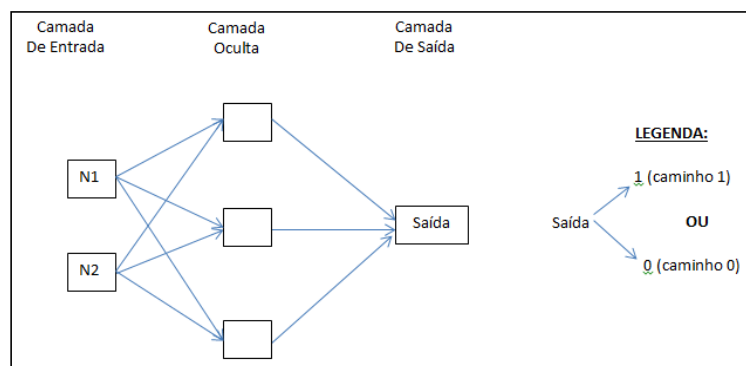 Camada
De Entrada
Camada
Oculta
Camada
De Saída
N1
N2
Saída
LEGENDA:
1 (caminho 1)
Saída
OU
0 (caminho 0)